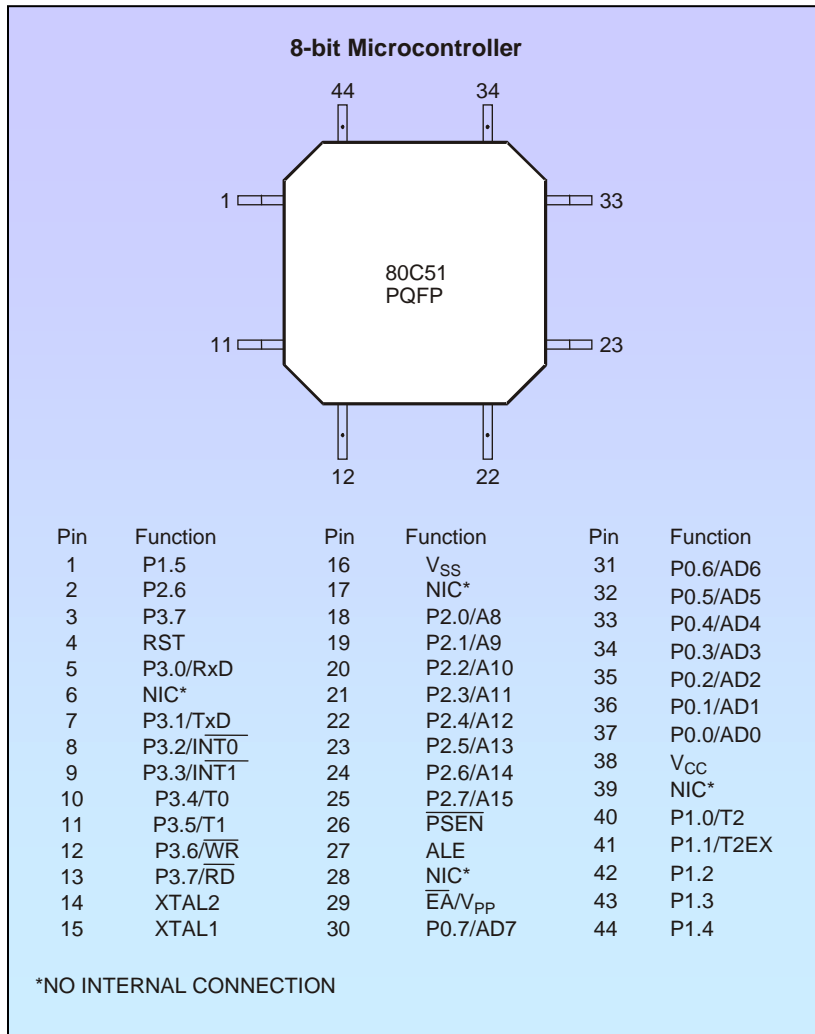 8-bit Microcontroller
44 34
1 33
80C51
PQFP
11 23
12 22
Pin Function Pin Function Pin Function
1 P1.5 16 VSS 31 P0.6/AD6
2 P2.6 17 NIC* 32 P0.5/AD5
3 P3.7 18 P2.0/A8 33 P0.4/AD4
4 RST 19 P2.1/A9 34 P0.3/AD3
5 P3.0/RxD 20 P2.2/A10 35 P0.2/AD2
6 NIC* 21 P2.3/A11 36 P0.1/AD1
7 P3.1/TxD 22 P2.4/A12 37 P0.0/AD0
8 P3.2/I̅N̅T̅0̅ 23 P2.5/A13 38 VCC
9 P3.3/I̅N̅T̅1̅ 24 P2.6/A14 39 NIC*
10 P3.4/T0 25 P2.7/A15 40 P1.0/T2
11 P3.5/T1 26 P̅S̅E̅N̅ 41 P1.1/T2EX
12 P3.6/W̅R̅ 27 ALE 42 P1.2
13 P3.7/R̅D̅ 28 NIC* 43 P1.3
14 XTAL2 29 E̅A̅/VPP 44 P1.4
15 XTAL1 30 P0.7/AD7
*NO INTERNAL CONNECTION